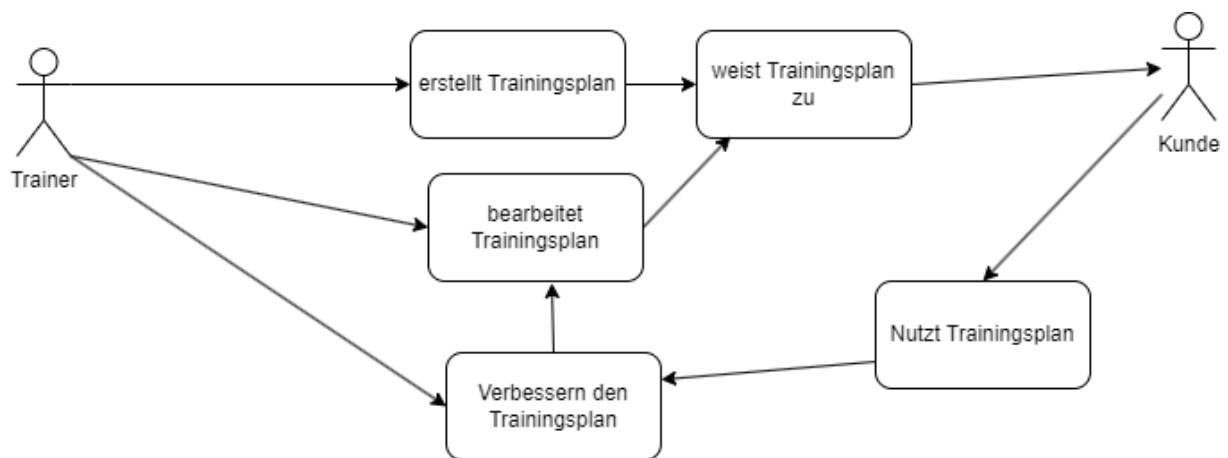 erstellt Trainingsplan
weist Trainingsplan
zu
Kunde
Trainer
bearbeitet
Trainingsplan
Nutzt Trainingsplan
Verbessern den
Trainingsplan